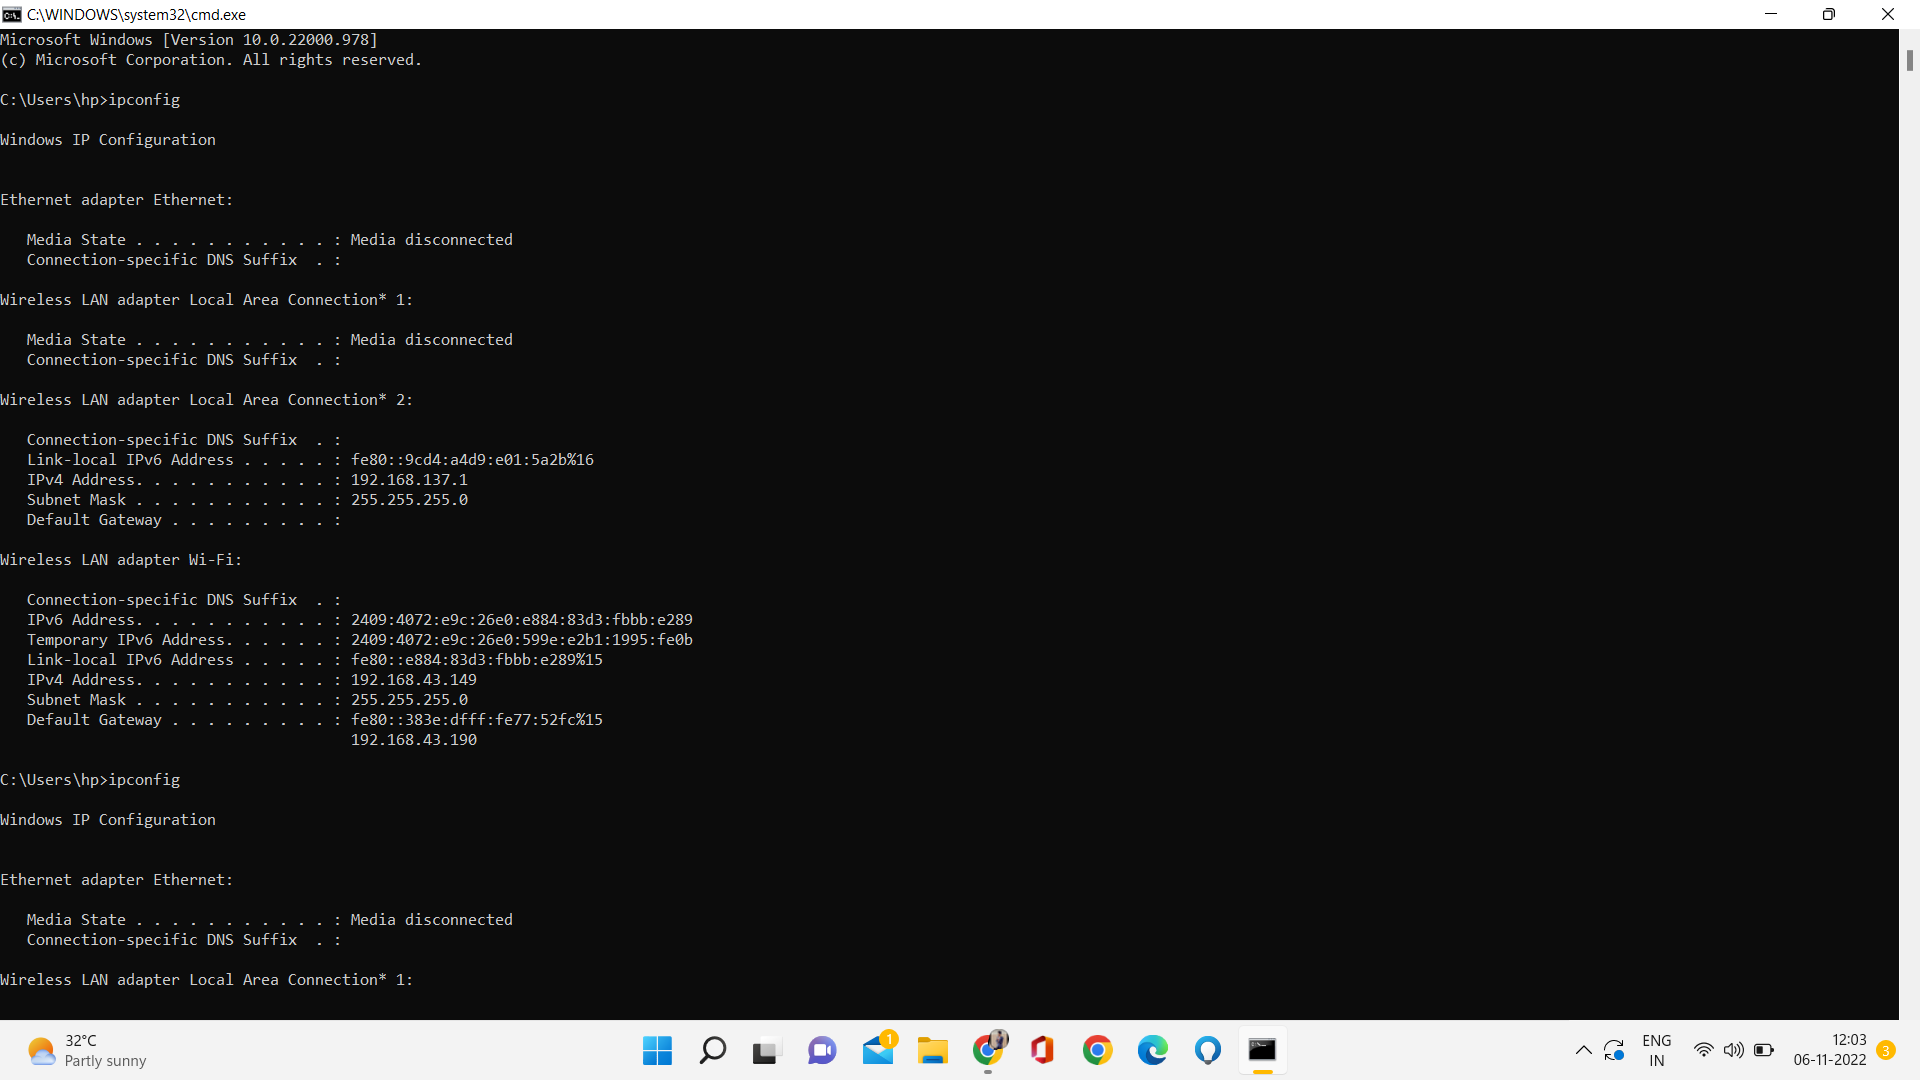 C:\WINDOWS\system32\cmd.exe
Microsoft Windows [Version 10.0.22000.978]
(c) Microsoft Corporation. All rights reserved.
C:\Users\hp>ipconfig
Windows IP Configuration
Ethernet adapter Ethernet:
   Media State . . . . . . . . . . . : Media disconnected
   Connection-specific DNS Suffix  . :
Wireless LAN adapter Local Area Connection* 1:
   Media State . . . . . . . . . . . : Media disconnected
   Connection-specific DNS Suffix  . :
Wireless LAN adapter Local Area Connection* 2:
   Connection-specific DNS Suffix  . :
   Link-local IPv6 Address . . . . . : fe80::9cd4:a4d9:e01:5a2b%16
   IPv4 Address. . . . . . . . . . . : 192.168.137.1
   Subnet Mask . . . . . . . . . . . : 255.255.255.0
   Default Gateway . . . . . . . . . :
Wireless LAN adapter Wi-Fi:
   Connection-specific DNS Suffix  . :
   IPv6 Address. . . . . . . . . . . : 2409:4072:e9c:26e0:e884:83d3:fbbb:e289
   Temporary IPv6 Address. . . . . . : 2409:4072:e9c:26e0:599e:e2b1:1995:fe0b
   Link-local IPv6 Address . . . . . : fe80::e884:83d3:fbbb:e289%15
   IPv4 Address. . . . . . . . . . . : 192.168.43.149
   Subnet Mask . . . . . . . . . . . : 255.255.255.0
   Default Gateway . . . . . . . . . : fe80::383e:dfff:fe77:52fc%15
                                       192.168.43.190
C:\Users\hp>ipconfig
Windows IP Configuration
Ethernet adapter Ethernet:
   Media State . . . . . . . . . . . : Media disconnected
   Connection-specific DNS Suffix  . :
Wireless LAN adapter Local Area Connection* 1:
32°C
Partly sunny
1
ENG
IN
12:03
06-11-2022
3